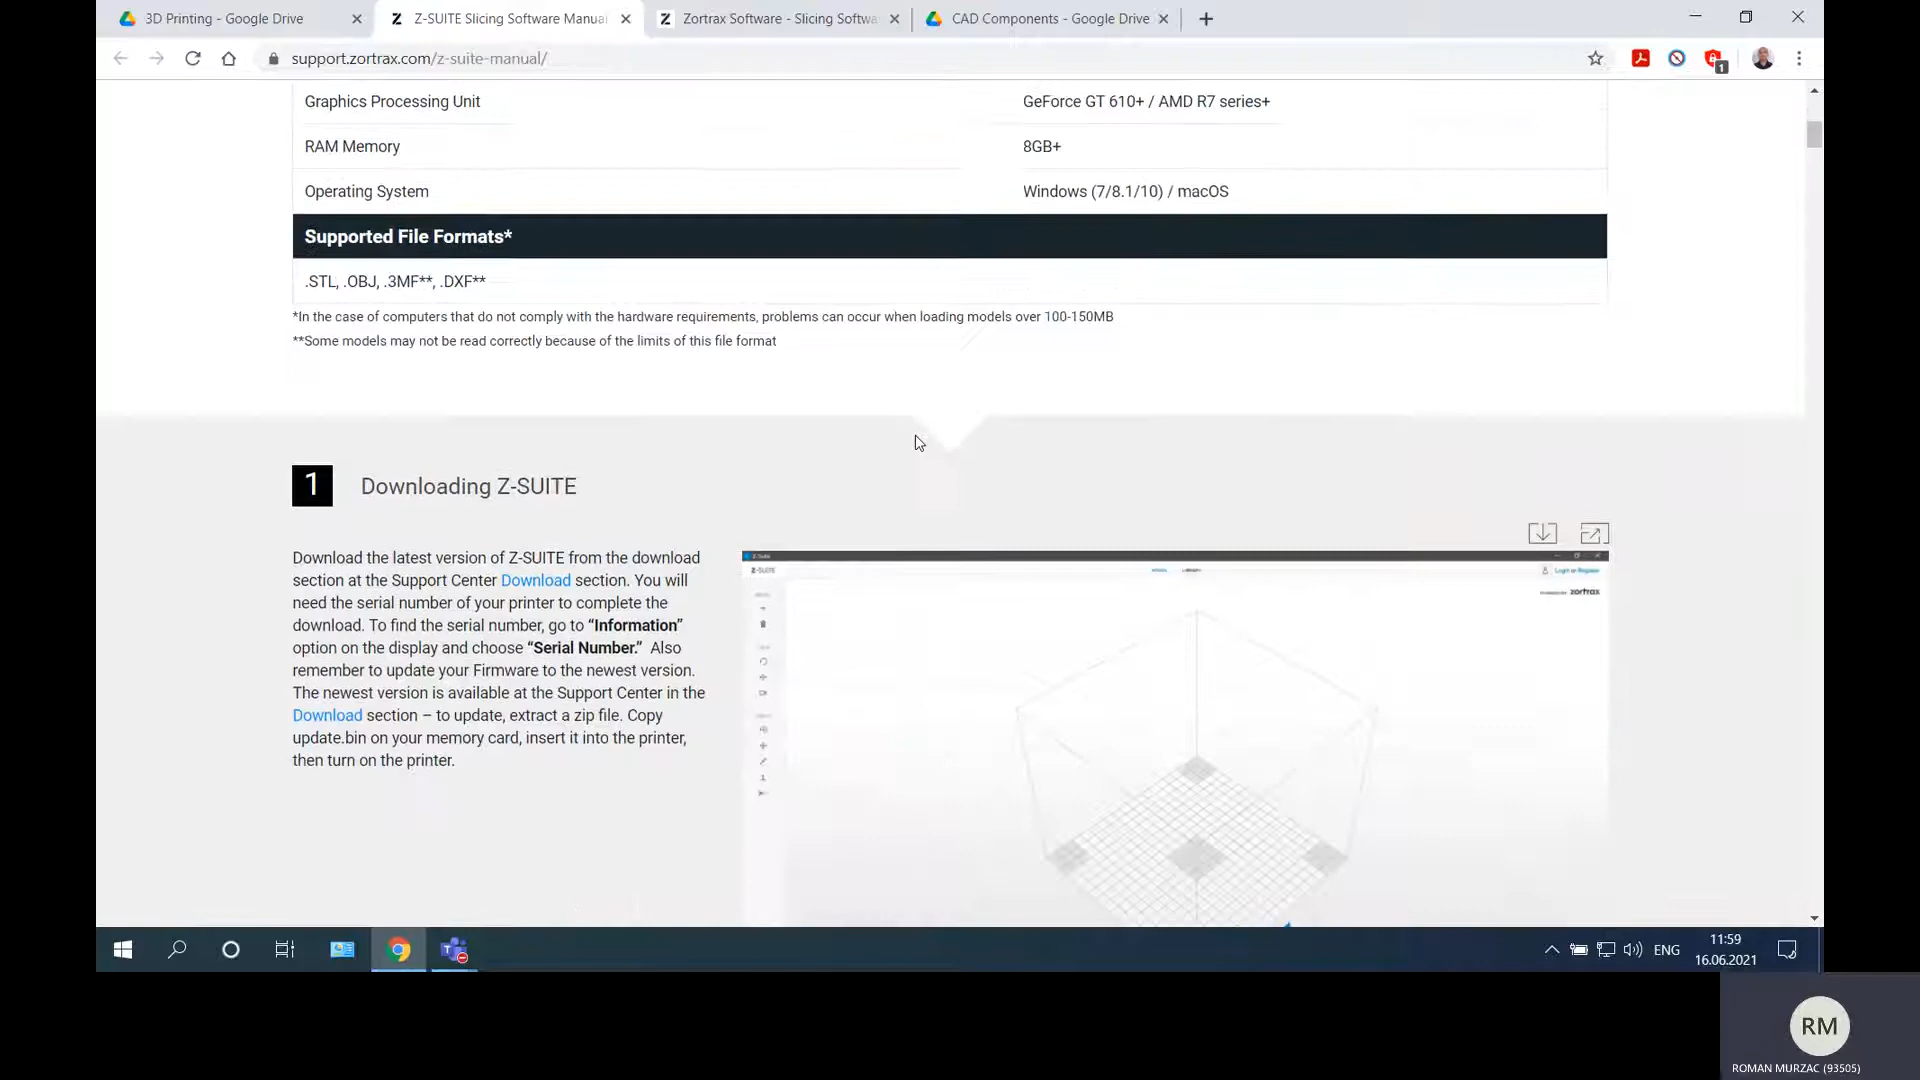 3D Printing - Google Drive
Z-SUITE Slicing Software Manual
Zortrax Software - Slicing Softwa
CAD Components - Google Drive
support.zortrax.com/z-suite-manual/
1
Graphics Processing Unit
GeForce GT 610+ / AMD R7 series+
RAM Memory
8GB+
Operating System
Windows (7/8.1/10) / macOS
Supported File Formats*
.STL, .OBJ, .3MF**, .DXF**
*In the case of computers that do not comply with the hardware requirements, problems can occur when loading models over 100-150MB
**Some models may not be read correctly because of the limits of this file format
1
Downloading Z-SUITE
Download the latest version of Z-SUITE from the download
section at the Support Center Download section. You will
need the serial number of your printer to complete the
download. To find the serial number, go to “Information”
option on the display and choose “Serial Number.” Also
remember to update your Firmware to the newest version.
The newest version is available at the Support Center in the
Download section – to update, extract a zip file. Copy
update.bin on your memory card, insert it into the printer,
then turn on the printer.
Z-SUITE
Login or Register
zortrax
ENG
11:59
16.06.2021
RM
ROMAN MURZAC (93505)